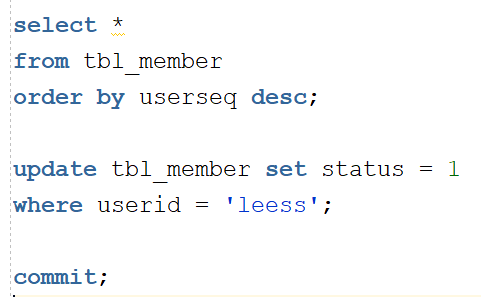 select *
from tbl_member
order by userseq desc;
update tbl_member set status = 1
where userid = 'leess';
commit;